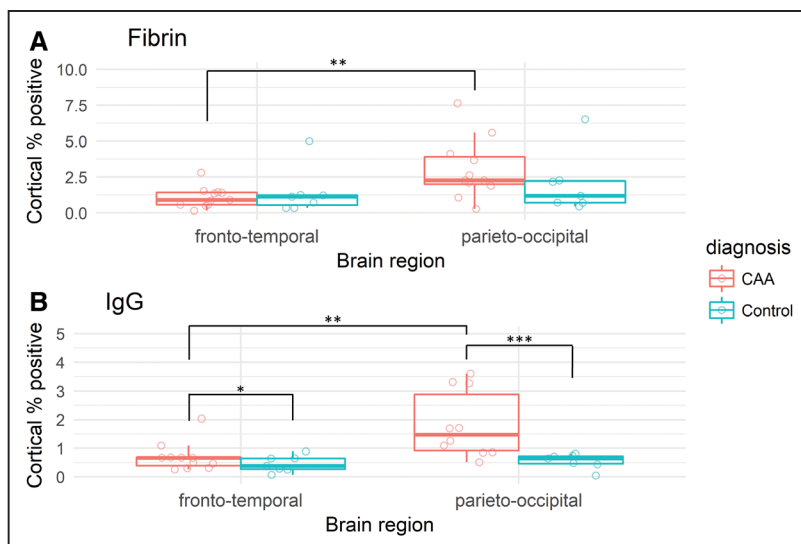 A Fibrin
Cortical % positive
10.0
7.5
5.0
2.5
0.0
**
fronto-temporal parieto-occipital
Brain region
diagnosis
CAA
Control
B IgG
Cortical % positive
5
4
3
2
1
0
**
***
*
fronto-temporal parieto-occipital
Brain region